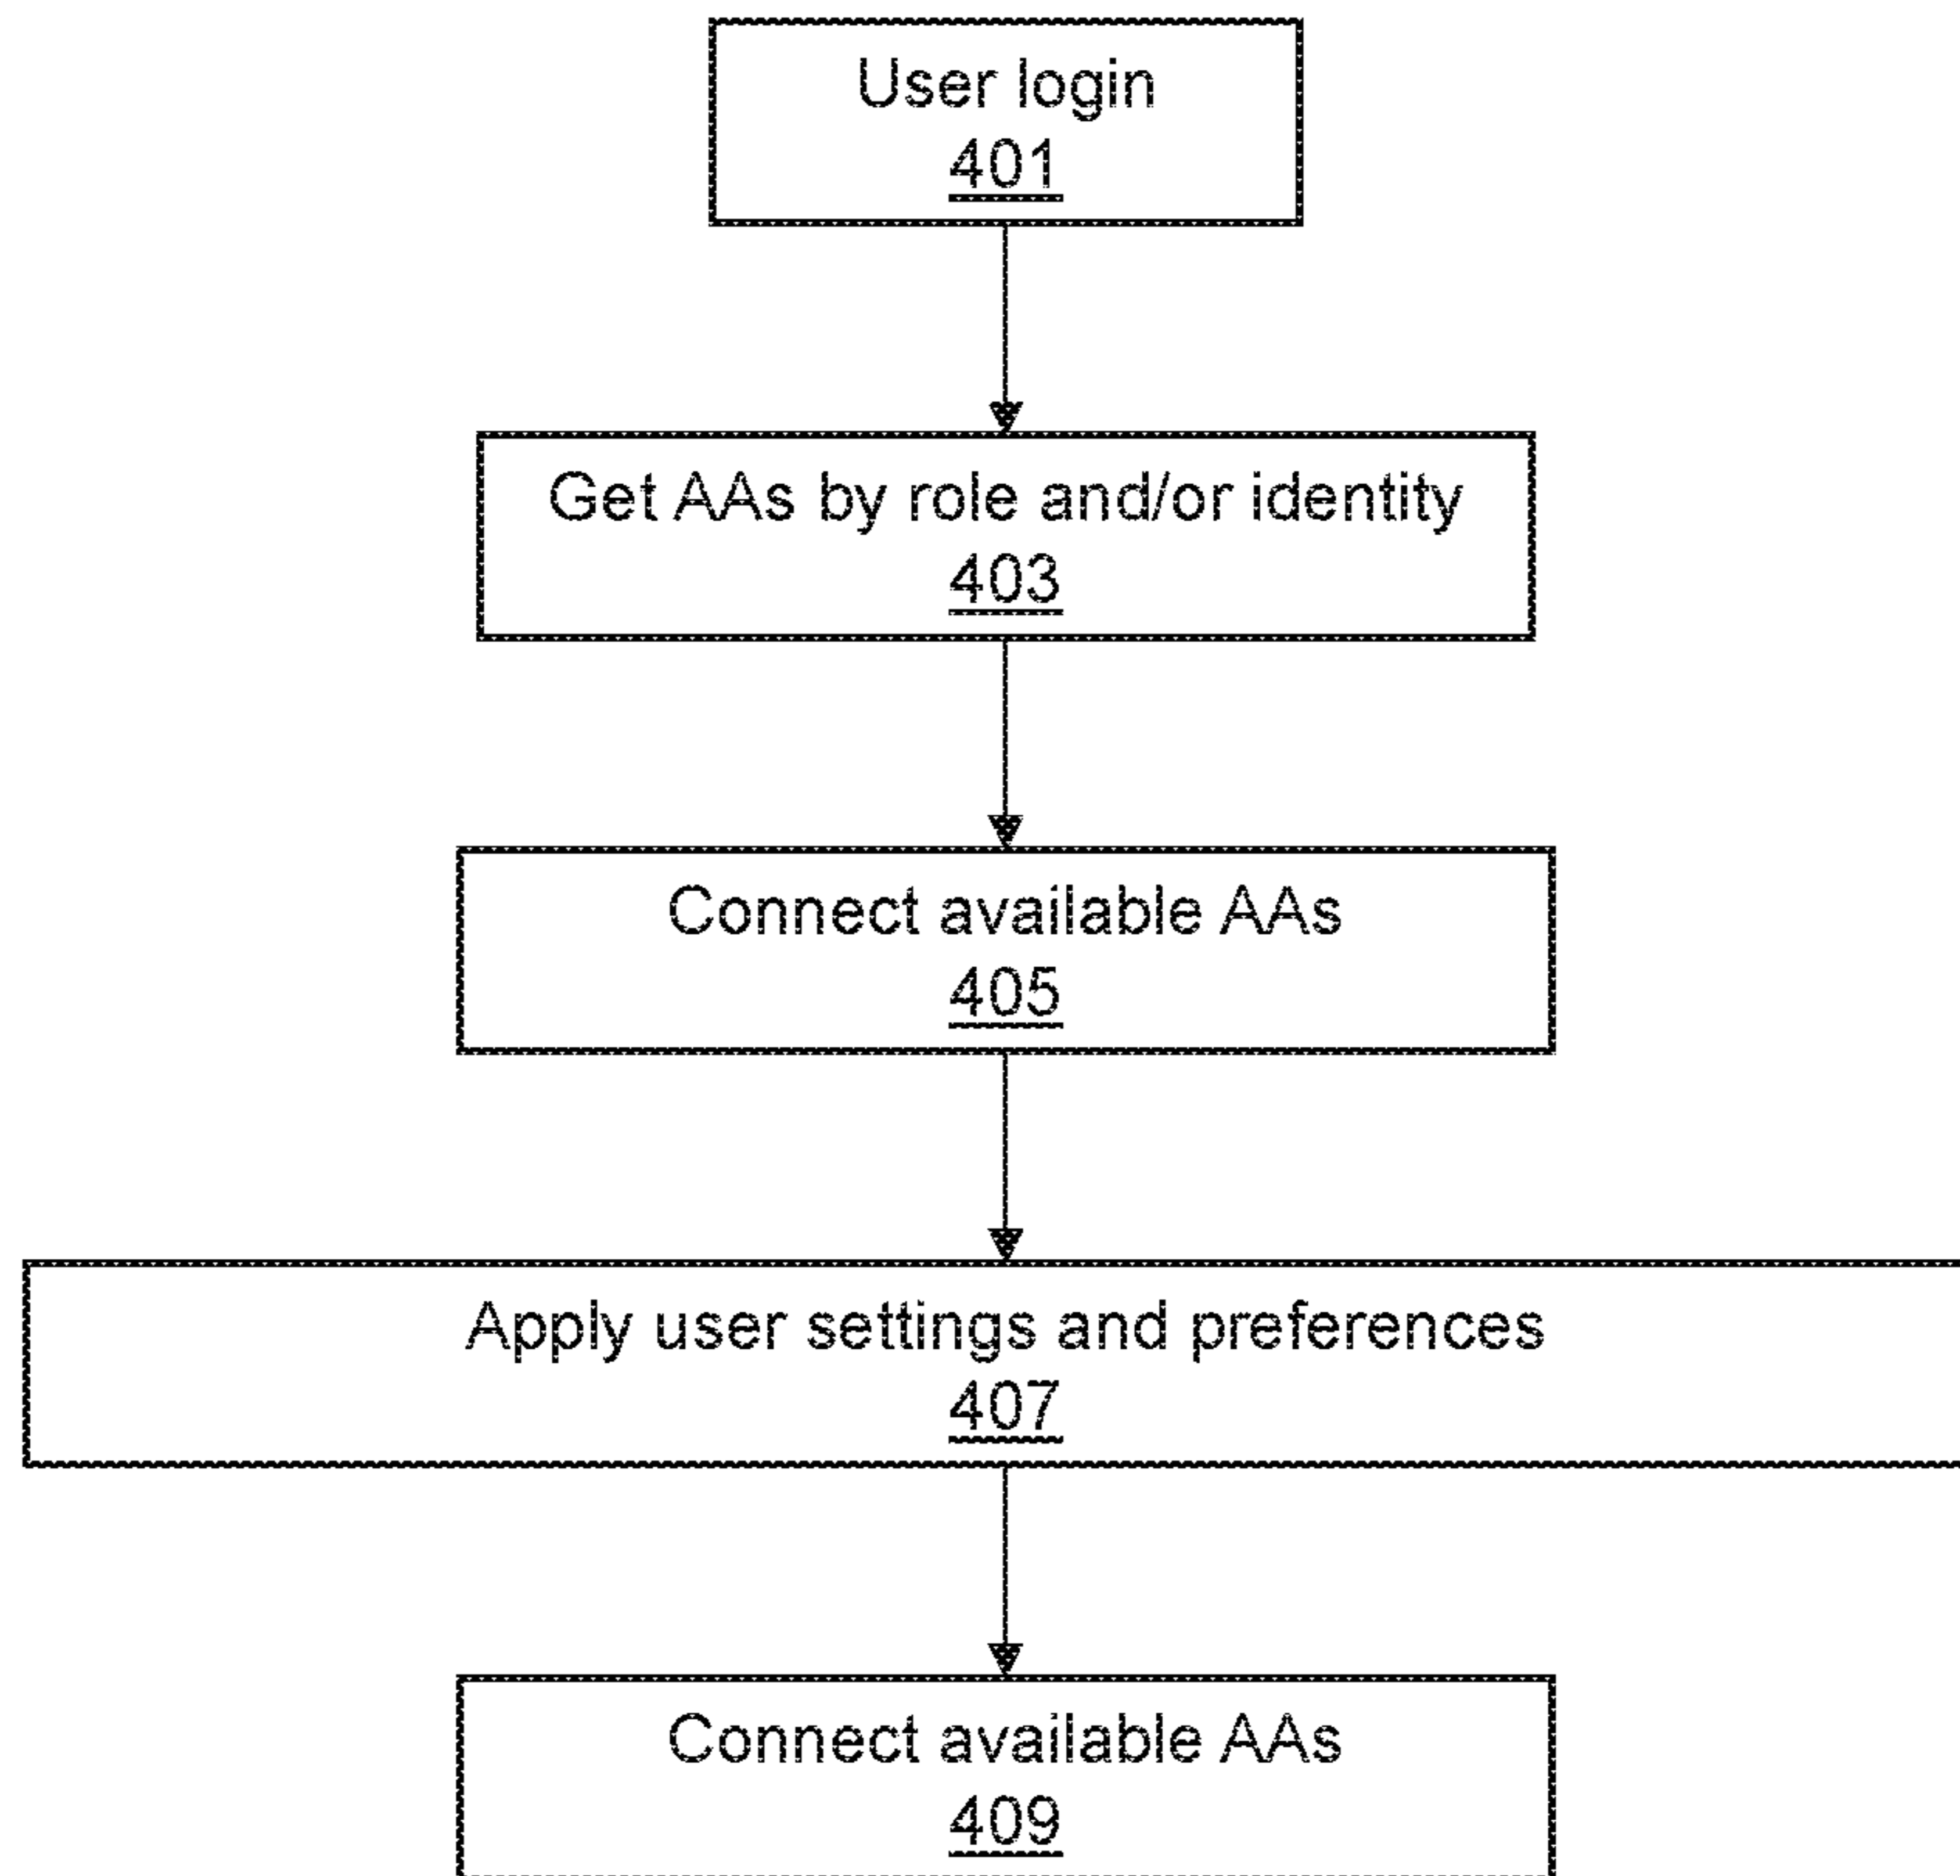 User login
401
Get AAs by role and/or identity
403
Connect available AAs
405
Apply user settings and preferences
407
Connect available AAs
409